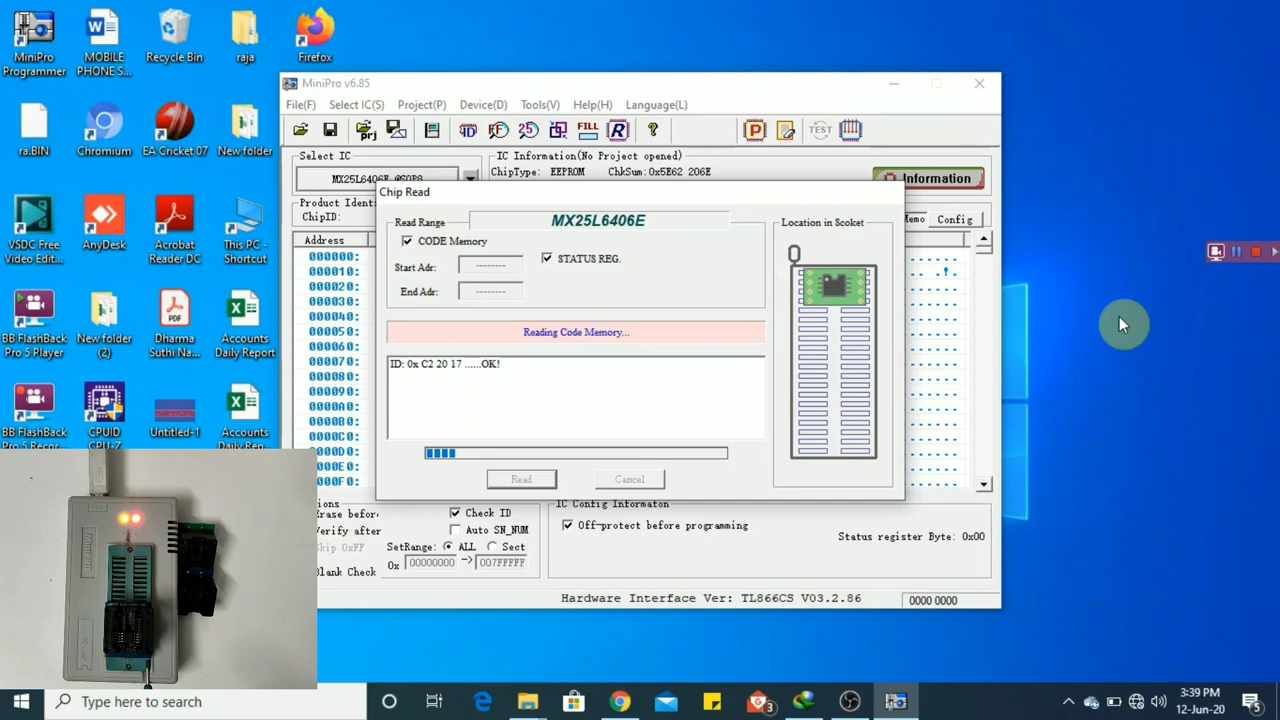 MiniPro
Programmer
MOBILE
PHONE S...
Recycle Bin
raja
Firefox
ra.BIN
Chromium
EA Cricket 07
New folder
VSDC Free
Video Edit...
AnyDesk
Acrobat
Reader DC
This PC -
Shortcut
BB FlashBack
Pro 5 Player
New folder
(2)
Dharma
Suthi Na...
Accounts
Daily Report
BB FlashBack
Pro 5 Recor...
CPUID
CPU-Z
Untitled-1
Accounts
Daily Rep...
MiniPro v6.85
File(F) Select IC(S) Project(P) Device(D) Tools(V) Help(H) Language(L)
Select IC
MX25L6406E @SOP8
IC Information(No Project opened)
ChipType: EEPROM ChkSum: 0x5E62 206E
Information
Product Identi
ChipID:
Config
Address
000000:
000010:
000020:
000030:
000040:
000050:
000060:
000070:
000080:
000090:
0000A0:
0000B0:
0000C0:
0000D0:
0000E0:
0000F0:
Chip Read
Read Range
MX25L6406E
CODE Memory
STATUS REG.
Start Adr: --------
End Adr: --------
Location in Scoket
Reading Code Memory...
ID: 0x C2 20 17 ......OK!
Read
Cancel
Verify after
Skip 0xFF
Blank Check
Check ID
Auto SN_NUM
SetRange: ALL Sect
0x 00000000 -> 007FFFFF
IC Config Informaton
Off-protect before programming
Status register Byte: 0x00
Hardware Interface Ver: TL866CS V03.2.86
0000 0000
Type here to search
3:39 PM
12-Jun-20